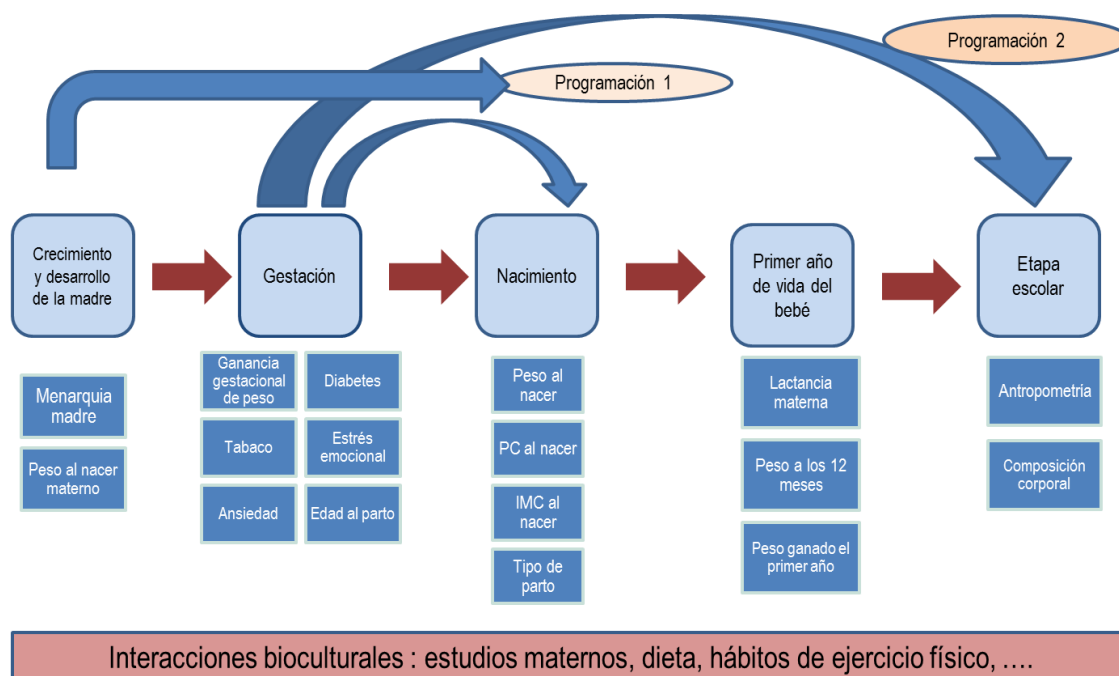 Programación 2
Programación 1
Crecimiento
y desarrollo
de la madre
Gestación
Nacimiento
Primer año
de vida del
bebé
Etapa
escolar
Menarquia
madre
Peso al nacer
materno
Ganancia
gestacional
de peso
Diabetes
Tabaco
Estrés
emocional
Ansiedad
Edad al parto
Peso al
nacer
PC al nacer
IMC al
nacer
Tipo de
parto
Lactancia
materna
Peso a los 12
meses
Peso ganado el
primer año
Antropometria
Composición
corporal
Interacciones bioculturales : estudios maternos, dieta, hábitos de ejercicio físico, ….